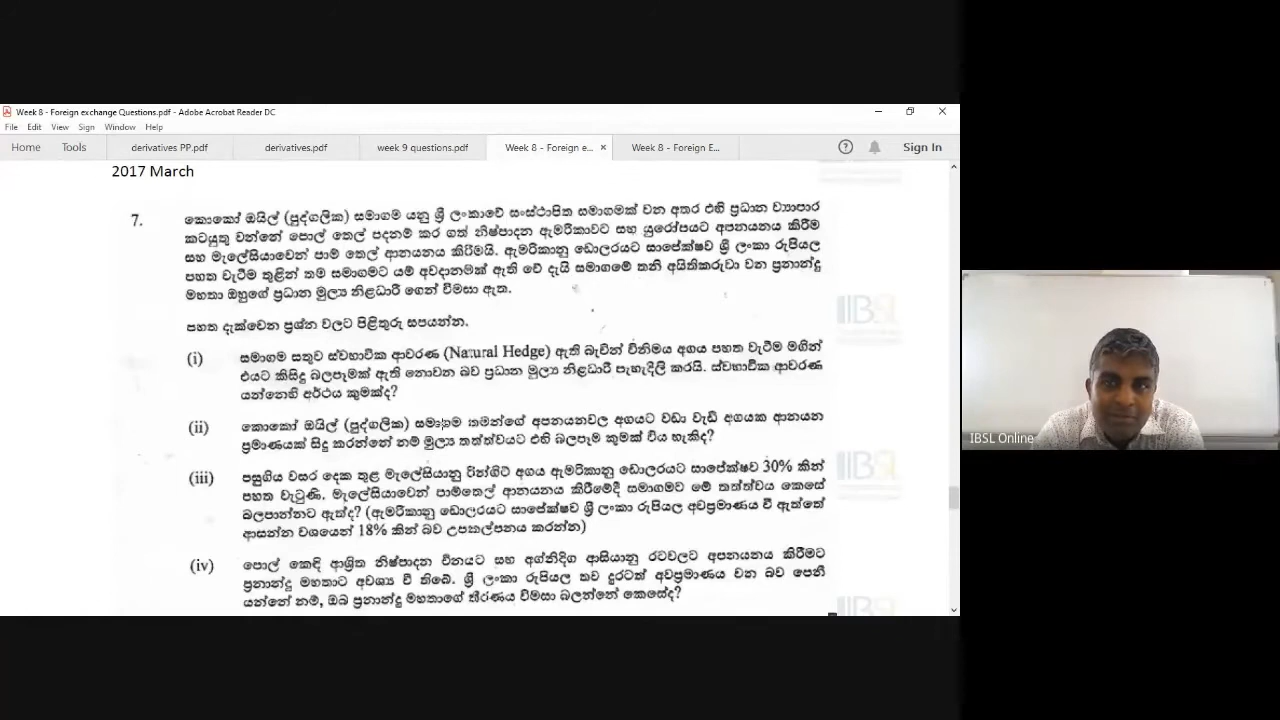 Week 8 - Foreign exchange Questions.pdf - Adobe Acrobat Reader DC
File Edit View Sign Window Help
Home Tools derivatives PP.pdf derivatives.pdf week 9 questions.pdf Week 8 - Foreign e... × Week 8 - Foreign E... Sign In
2017 March
7. කොකෝ ඔයිල් (පුද්ගලික) සමාගම යනු ශ්‍රී ලංකාවේ සංස්ථාපිත සමාගමක් වන අතර එහි ප්‍රධාන ව්‍යාපාර
කටයුතු වන්නේ පොල් තෙල් පදනම් කර ගත් නිෂ්පාදන ඇමරිකාවට සහ යුරෝපයට අපනයනය කිරීම
සහ මැලේසියාවෙන් පාම් තෙල් ආනයනය කිරීමයි. ඇමරිකානු ඩොලරයට සාපේක්ෂව ශ්‍රී ලංකා රුපියල
පහත වැටීම තුළින් තම සමාගමට යම් අවදානමක් ඇති වේ දැයි සමාගමේ තනි අයිතිකරුවා වන ප්‍රනාන්දු
මහතා ඔහුගේ ප්‍රධාන මූල්‍ය නිළධාරී ගෙන් විමසා ඇත.
පහත දැක්වෙන ප්‍රශ්න වලට පිළිතුරු සපයන්න.
(i) සමාගම සතුව ස්වභාවික ආවරණ (Natural Hedge) ඇති බැවින් විනිමය අගය පහත වැටීම මගින්
එයට කිසිදු බලපෑමක් ඇති නොවන බව ප්‍රධාන මූල්‍ය නිළධාරී පැහැදිලි කරයි. ස්වභාවික ආවරණ
යන්නෙහි අර්ථය කුමක්ද?
(ii) කොකෝ ඔයිල් (පුද්ගලික) සමාගම තමන්ගේ අපනයනවල අගයට වඩා වැඩි අගයක ආනයන
ප්‍රමාණයක් සිදු කරන්නේ නම් මූල්‍ය තත්ත්වයට එහි බලපෑම කුමක් විය හැකිද?
(iii) පසුගිය වසර දෙක තුළ මැලේසියානු රින්ගිට් අගය ඇමරිකානු ඩොලරයට සාපේක්ෂව 30% කින්
පහත වැටුණි. මැලේසියාවෙන් පාම්තෙල් ආනයනය කිරීමේදී සමාගමට මේ තත්ත්වය කෙසේ
බලපාන්නට ඇත්ද? (ඇමරිකානු ඩොලරයට සාපේක්ෂව ශ්‍රී ලංකා රුපියල අවප්‍රමාණය වී ඇත්තේ
ආසන්න වශයෙන් 18% කින් බව උපකල්පනය කරන්න)
(iv) පොල් කෙඳි ආශ්‍රිත නිෂ්පාදන චීනයට සහ අග්නිදිග ආසියානු රටවලට අපනයනය කිරීමට
ප්‍රනාන්දු මහතාට අවශ්‍ය වී තිබේ. ශ්‍රී ලංකා රුපියල තව දුරටත් අවප්‍රමාණය වන බව පෙනී
යන්නේ නම්, ඔබ ප්‍රනාන්දු මහතාගේ තීරණය විමසා බලන්නේ කෙසේද?
IBSL
IBSL
IBSL
IBSL Online